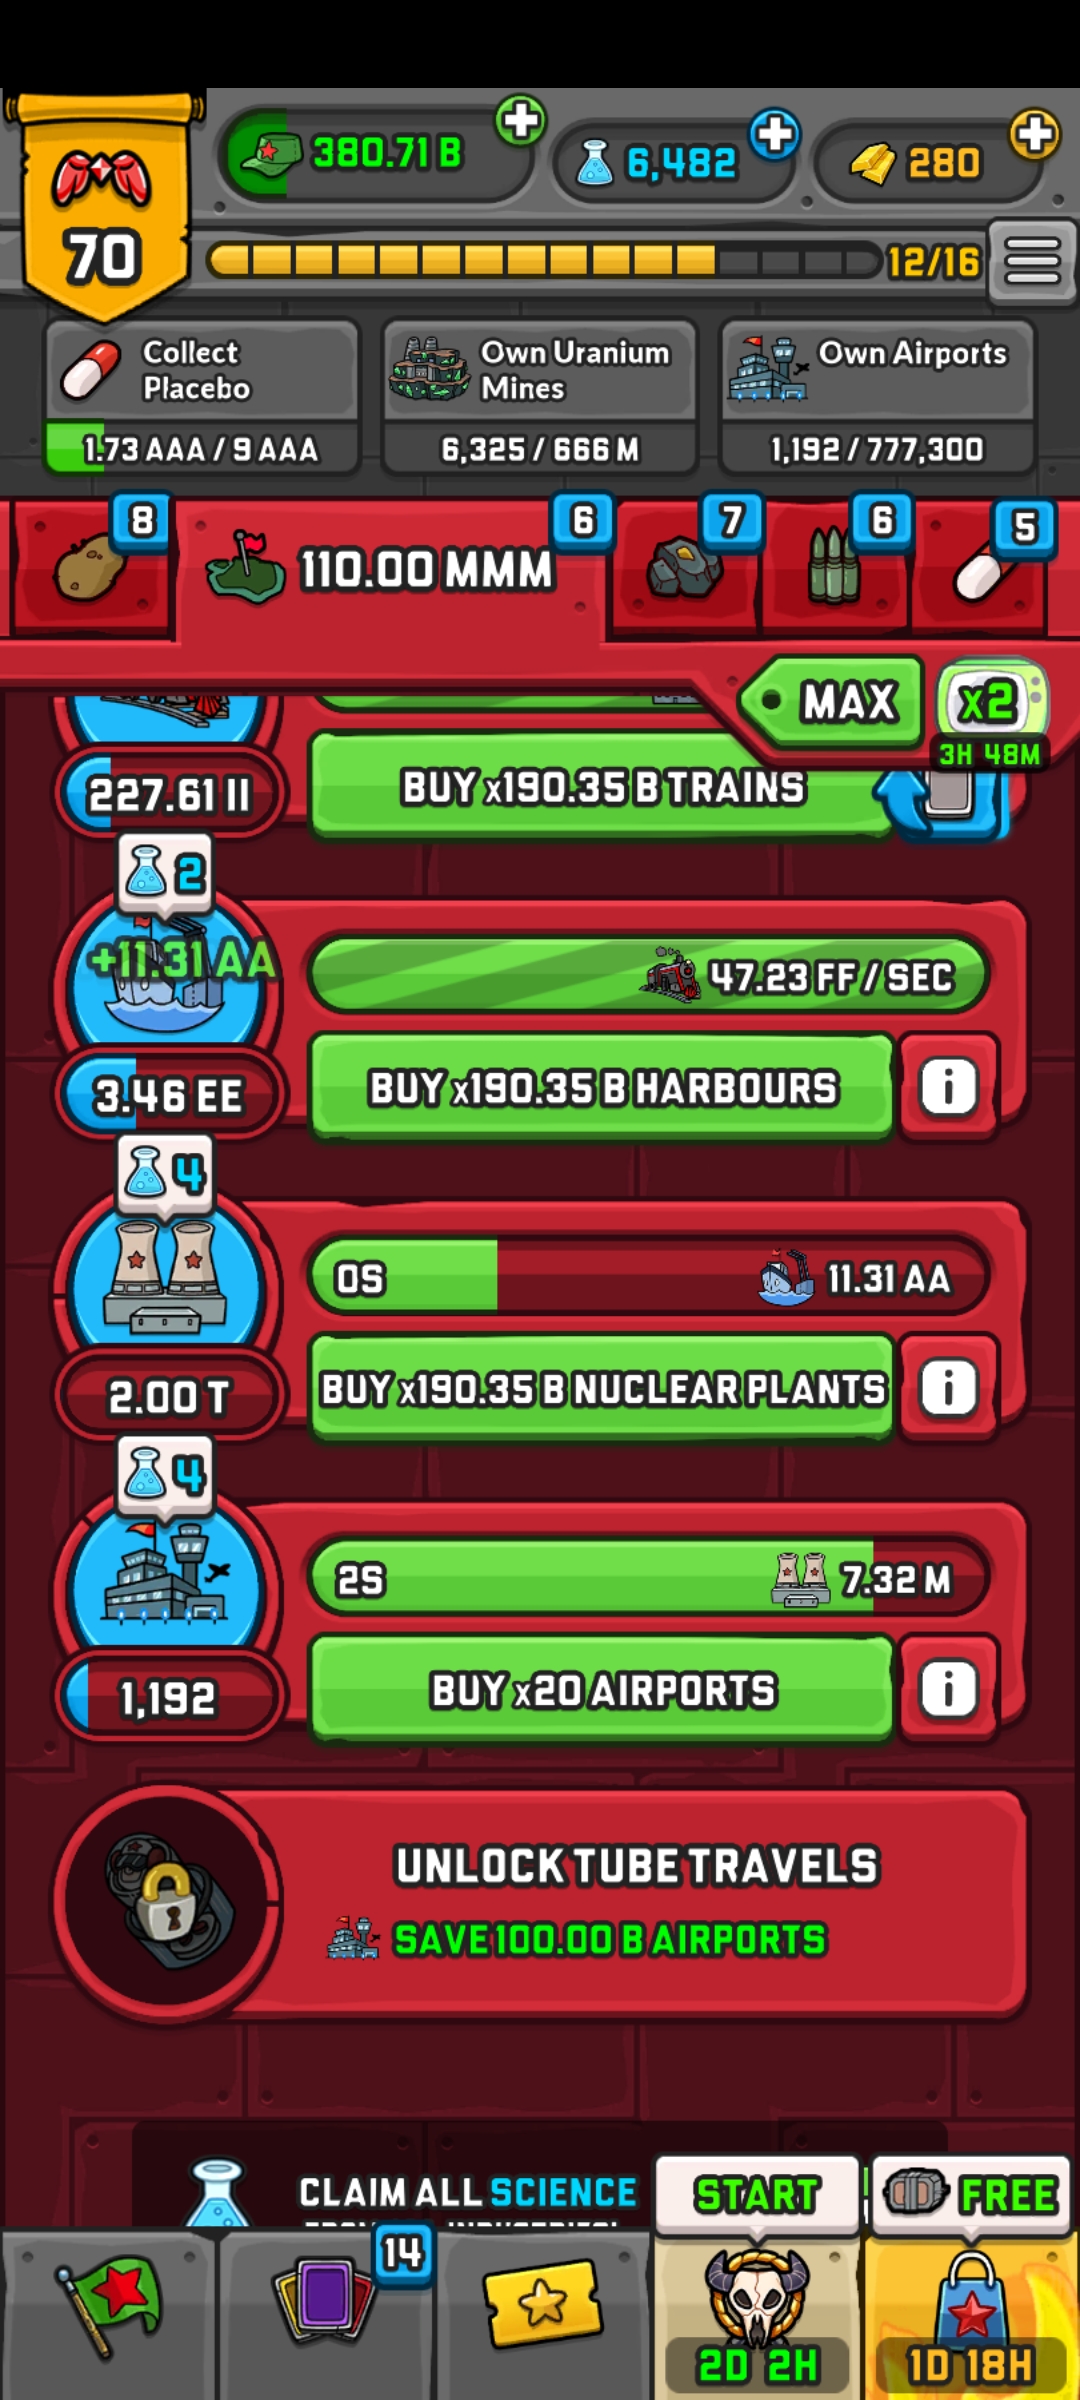 380.71 B
6,482
280
70
12/16
Collect
Placebo
1.73 AAA / 9 AAA
Own Uranium
Mines
6,325 / 666 M
Own Airports
1,192 / 777,300
8
110.00 MMM
6
7
6
5
MAX
x2
3H 48M
227.61 II
BUY x190.35 B TRAINS
2
+11.31 AA
47.23 FF / SEC
3.46 EE
BUY x190.35 B HARBOURS
i
4
0S
11.31 AA
2.00 T
BUY x190.35 B NUCLEAR PLANTS
i
4
2S
7.32 M
1,192
BUY x20 AIRPORTS
i
UNLOCK TUBE TRAVELS
SAVE 100.00 B AIRPORTS
CLAIM ALL SCIENCE
START
FREE
14
2D 2H
1D 18H